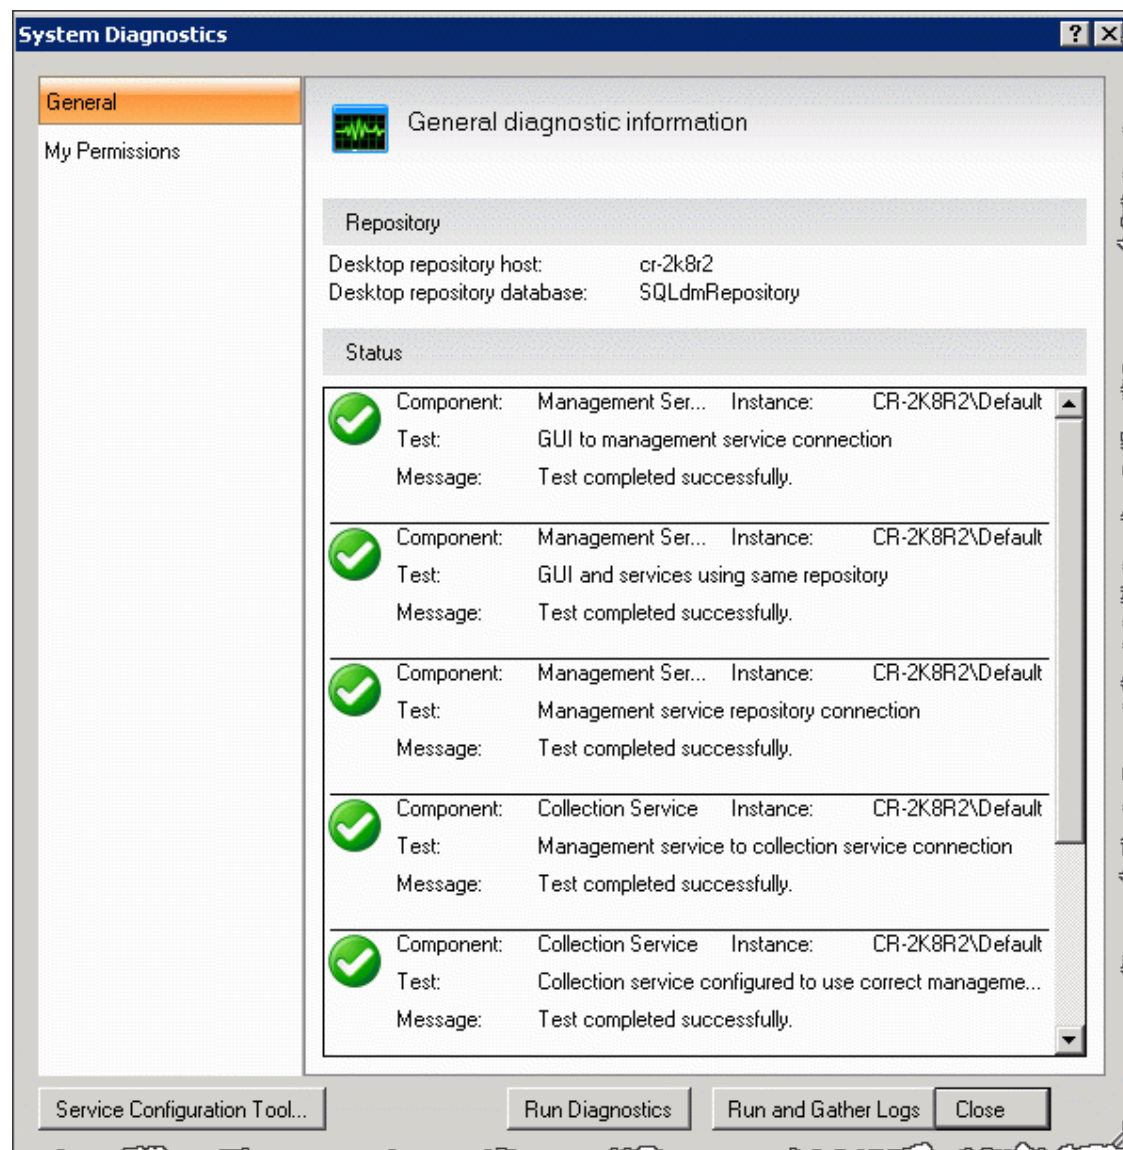 System Diagnostics
General
My Permissions
General diagnostic information
Repository
Desktop repository host: cr-2k8r2
Desktop repository database: SQLdmRepository
Status
Component: Management Ser... Instance: CR-2K8R2\Default
Test: GUI to management service connection
Message: Test completed successfully.
Component: Management Ser... Instance: CR-2K8R2\Default
Test: GUI and services using same repository
Message: Test completed successfully.
Component: Management Ser... Instance: CR-2K8R2\Default
Test: Management service repository connection
Message: Test completed successfully.
Component: Collection Service Instance: CR-2K8R2\Default
Test: Management service to collection service connection
Message: Test completed successfully.
Component: Collection Service Instance: CR-2K8R2\Default
Test: Collection service configured to use correct manageme...
Message: Test completed successfully.
Service Configuration Tool... Run Diagnostics Run and Gather Logs Close